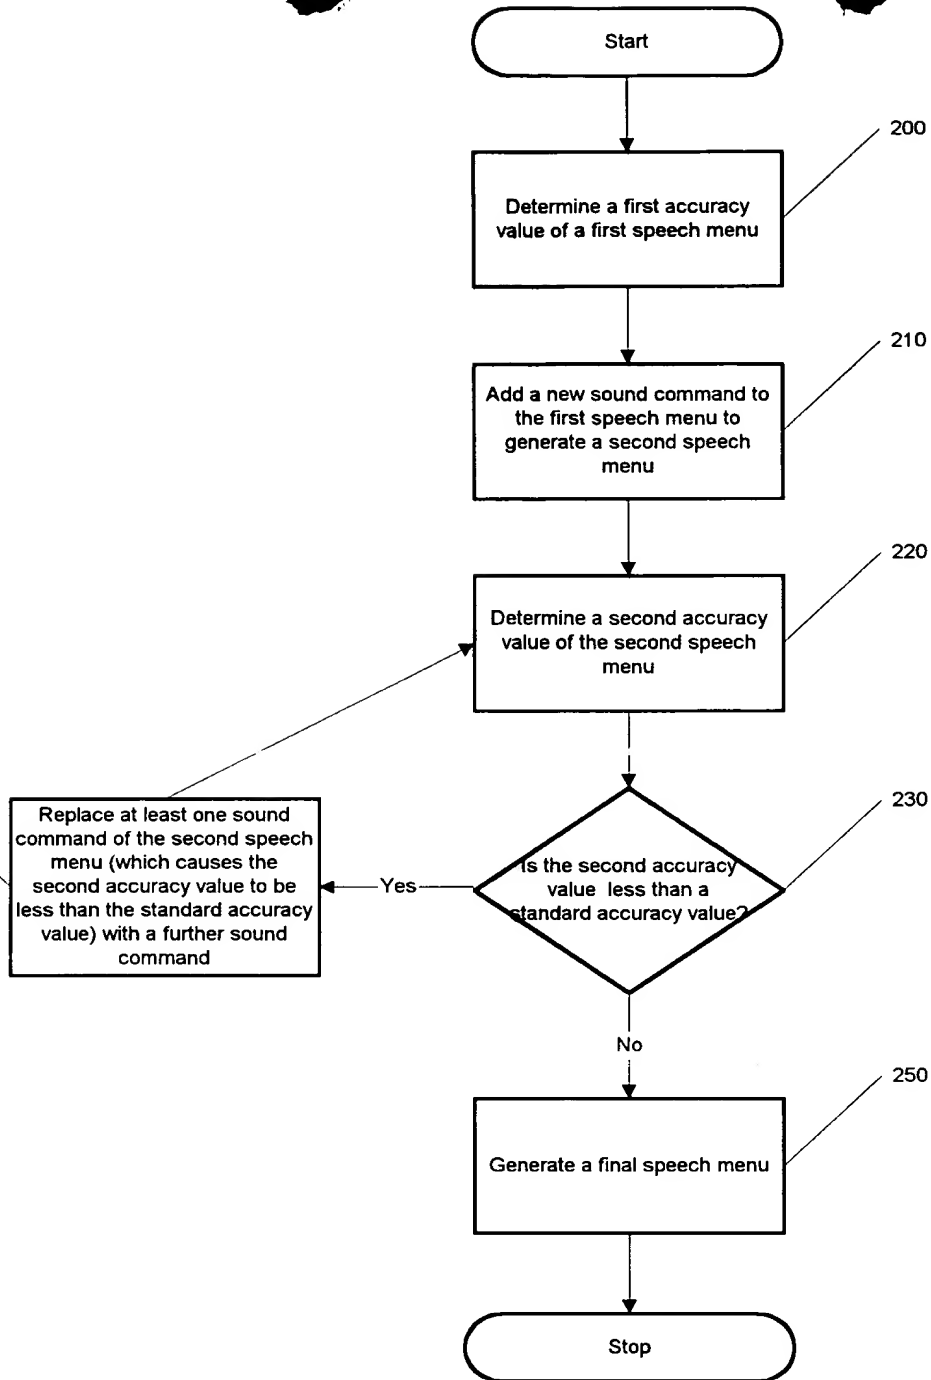 Start
200
Determine a first accuracy
value of a first speech menu
210
Add a new sound command to
the first speech menu to
generate a second speech
menu
220
Determine a second accuracy
value of the second speech
menu
230
Is the second accuracy
value less than a
standard accuracy value?
Yes
Replace at least one sound
command of the second speech
menu (which causes the
second accuracy value to be
less than the standard accuracy
value) with a further sound
command
No
250
Generate a final speech menu
Stop